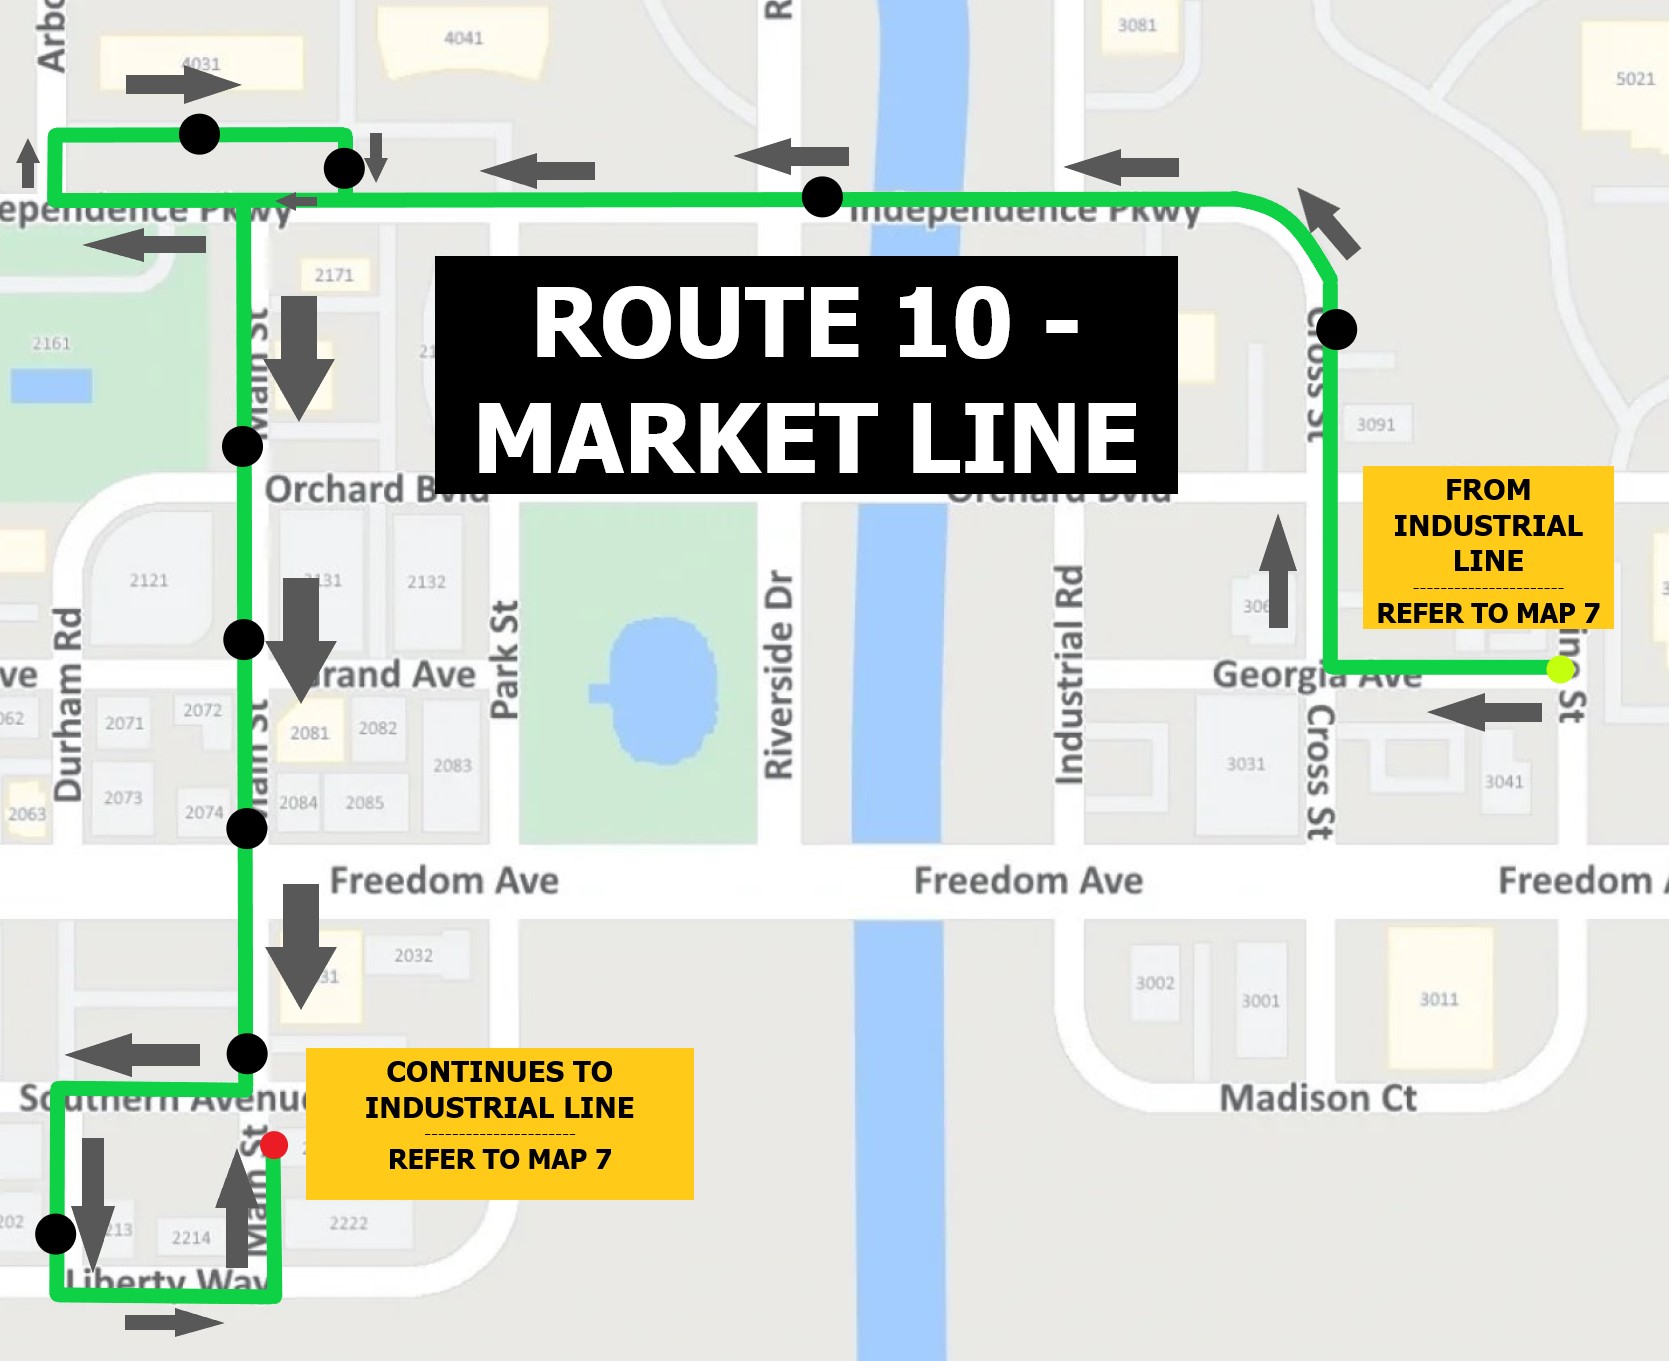 Arbo
4031
4041
R
3081
5021
ependence Pkwy
Independence Pkwy
2171
2161
Main St
ROUTE 10 -
MARKET LINE
Cross St
3091
Orchard Blvd
Orchard Blvd
FROM
INDUSTRIAL
LINE
REFER TO MAP 7
2121
2131
2132
Durham Rd
Park St
Riverside Dr
Industrial Rd
306
ve
Grand Ave
Georgia Ave
ine St
062
2071
2072
2081
2082
2083
Main St
2063
2073
2074
2084
2085
3031
Cross St
3041
Freedom Ave
Freedom Ave
Freedom A
31
2032
3002
3001
3011
Southern Avenue
Madison Ct
CONTINUES TO
INDUSTRIAL LINE
REFER TO MAP 7
Main St
202
213
2214
2222
Liberty Way